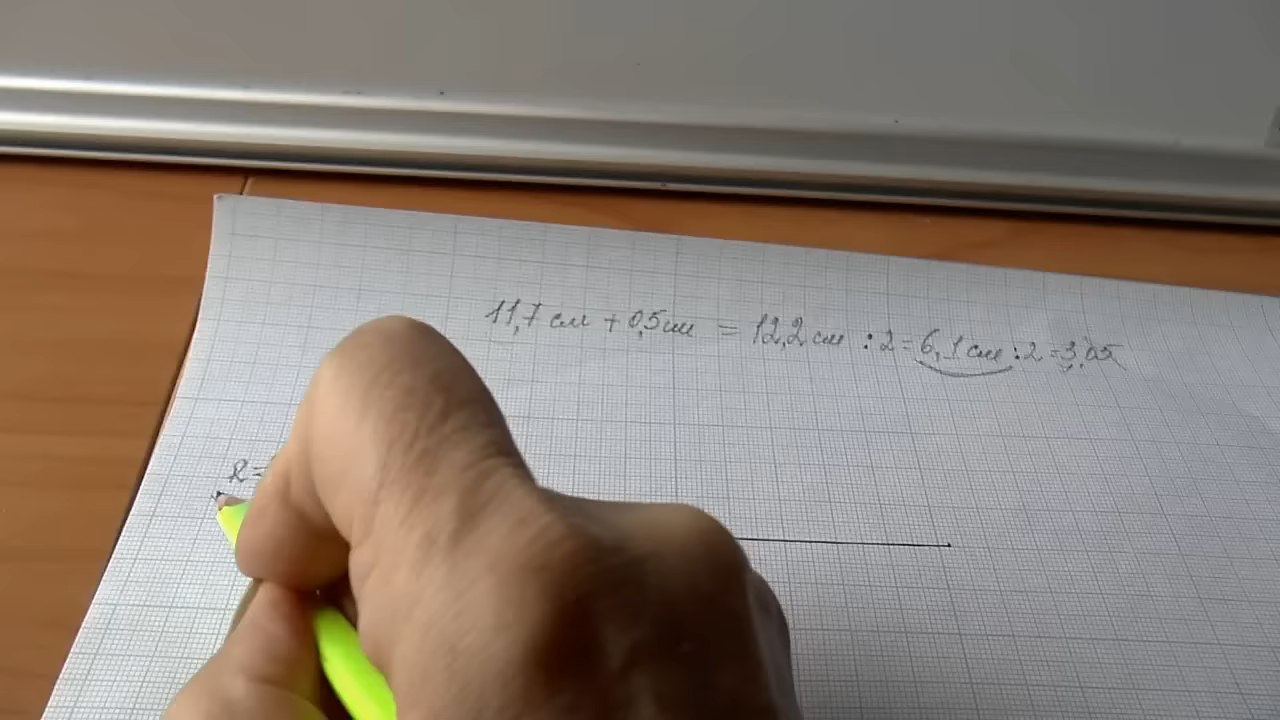 11,7 см + 0,5 см = 12,2 см : 2 = 6,1 см : 2 = 3,05
R =